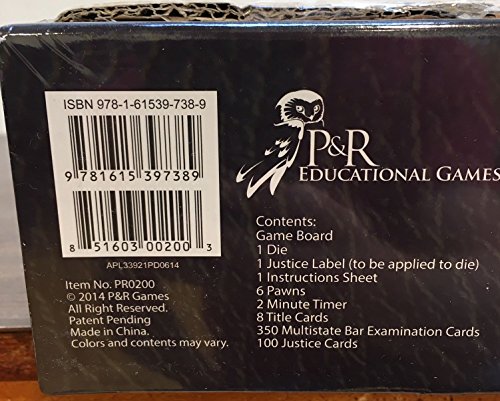 ISBN 978-1-61539-738-9
9 781615 397389
8 51603 00200 3
APL33921PD0614
Item No. PR0200
© 2014 P&R Games
All Right Reserved.
Patent Pending
Made in China.
Colors and contents may vary.
P&R
EDUCATIONAL GAMES
Contents:
Game Board
1 Die
1 Justice Label (to be applied to die)
1 Instructions Sheet
6 Pawns
2 Minute Timer
8 Title Cards
350 Multistate Bar Examination Cards
100 Justice Cards